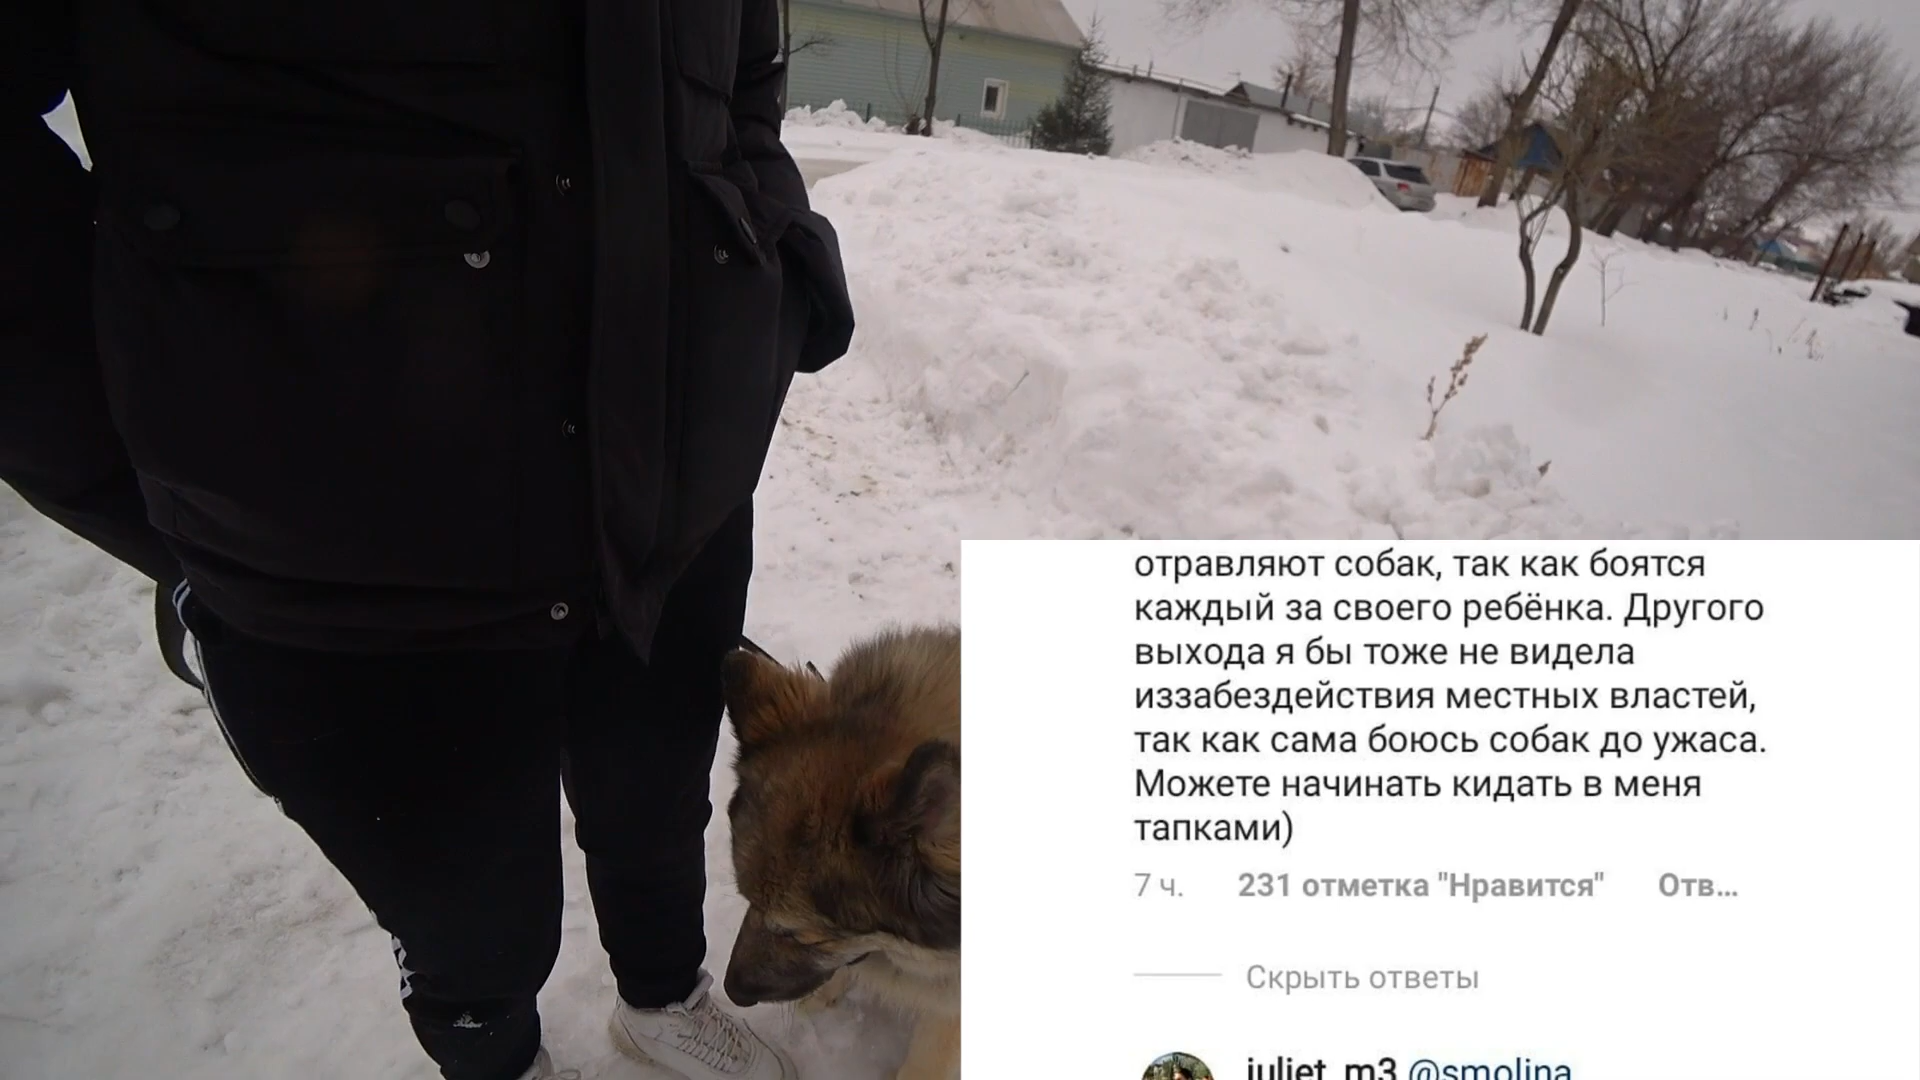 отравляют собак, так как боятся
каждый за своего ребёнка. Другого
выхода я бы тоже не видела
иззабездействия местных властей,
так как сама боюсь собак до ужаса.
Можете начинать кидать в меня
тапками)
7 ч. 231 отметка "Нравится" Отв...
Скрыть ответы
juliet_m3 @smolina